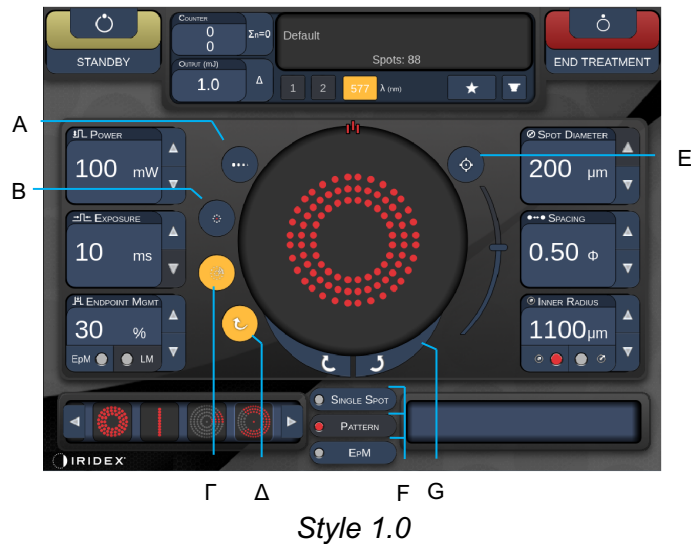 COUNTER
0
0
Σn=0
OUTPUT (mJ)
1.0
Δ
Default
Spots: 88
1 2 577 λ (nm)
STANDBY
END TREATMENT
A
B
E
POWER
100 mW
EXPOSURE
10 ms
ENDPOINT MGMT
30 %
EpM LM
SPOT DIAMETER
200 µm
SPACING
0.50 Φ
INNER RADIUS
1100µm
SINGLE SPOT
PATTERN
EPM
IRIDEX
Γ Δ F G
Style 1.0